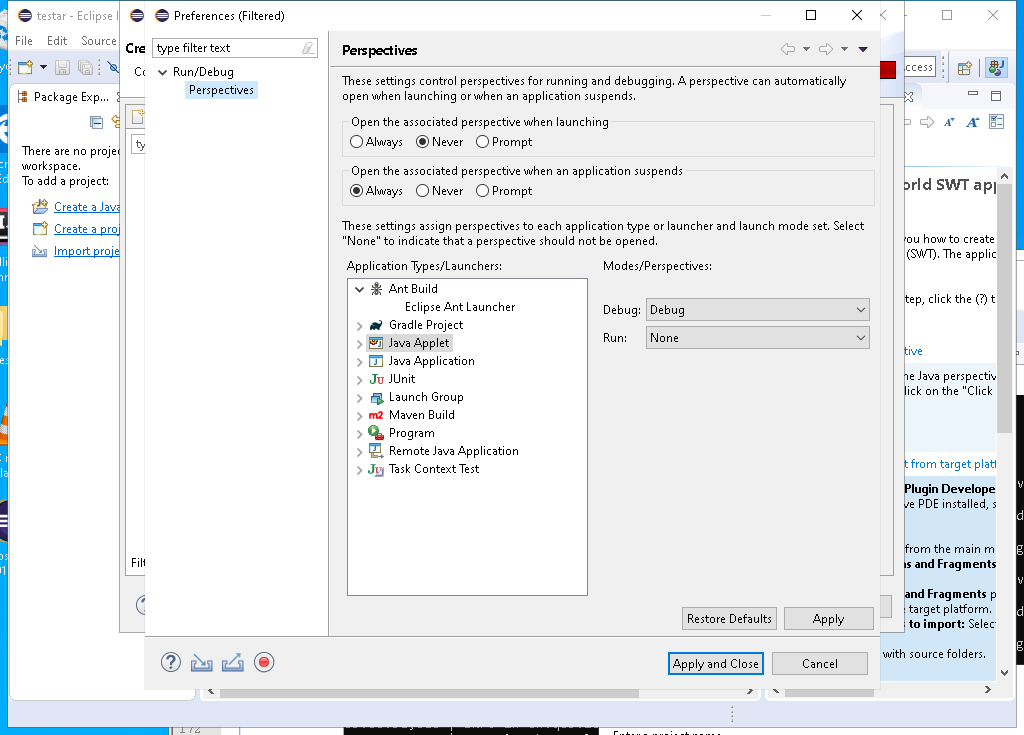 testar - Eclipse I
File Edit Source
Package Exp...
There are no proje
workspace.
To add a project:
Create a Java
Create a proj
Import proje
Cre
Filt
Preferences (Filtered)
type filter text
Run/Debug
Perspectives
Perspectives
These settings control perspectives for running and debugging. A perspective can automatically
open when launching or when an application suspends.
Open the associated perspective when launching
Always Never Prompt
Open the associated perspective when an application suspends
Always Never Prompt
These settings assign perspectives to each application type or launcher and launch mode set. Select
"None" to indicate that a perspective should not be opened.
Application Types/Launchers:
Modes/Perspectives:
Ant Build
Eclipse Ant Launcher
Gradle Project
Java Applet
Java Application
JUnit
Launch Group
Maven Build
Program
Remote Java Application
Task Context Test
Debug: Debug
Run: None
Restore Defaults
Apply
Apply and Close
Cancel
ccess
orld SWT app
you how to create
(SWT). The applic
tep, click the (?) t
tive
he Java perspectiv
lick on the "Click
t from target platf
Plugin Develope
ve PDE installed, s
from the main m
ns and Fragments
and Fragments p
e target platform.
s to import: Selec
with source folders.
172
Enter a project name